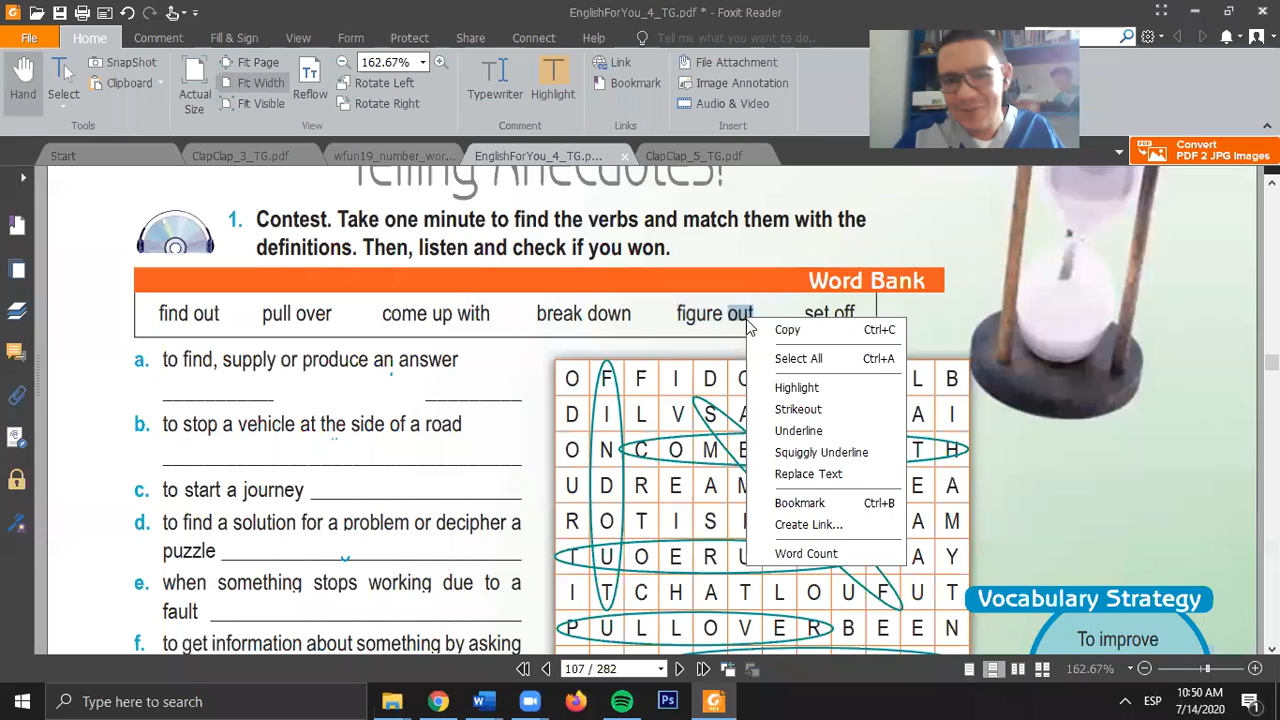 EnglishForYou_4_TG.pdf * - Foxit Reader
File
Home
Comment
Fill & Sign
View
Form
Protect
Share
Connect
Help
Tell me what you want to do..
Hand
Select
SnapShot
Clipboard
Actual Size
Fit Page
Fit Width
Fit Visible
Reflow
162.67%
Rotate Left
Rotate Right
Typewriter
Highlight
Link
Bookmark
File Attachment
Image Annotation
Audio & Video
Tools
View
Comment
Links
Insert
Start
ClapClap_3_TG.pdf
wfun19_number_wor...
EnglishForYou_4_TG.p...
ClapClap_5_TG.pdf
Convert
PDF 2 JPG Images
Telling Anecdotes!
1. Contest. Take one minute to find the verbs and match them with the
definitions. Then, listen and check if you won.
Word Bank
find out pull over come up with break down figure out set off
a. to find, supply or produce an answer
b. to stop a vehicle at the side of a road
c. to start a journey
d. to find a solution for a problem or decipher a
puzzle
e. when something stops working due to a
fault
f. to get information about something by asking
O F F I D L B
D I L V S A A I
O N C O M E T H
U D R E A M E A
R O T I S A M
T U O E R U A Y
I T C H A T L O U F U T
P U L L O V E R B E E N
Copy Ctrl+C
Select All Ctrl+A
Highlight
Strikeout
Underline
Squiggly Underline
Replace Text
Bookmark Ctrl+B
Create Link...
Word Count
Vocabulary Strategy
To improve
107 / 282
162.67%
Type here to search
ESP
10:50 AM
7/14/2020